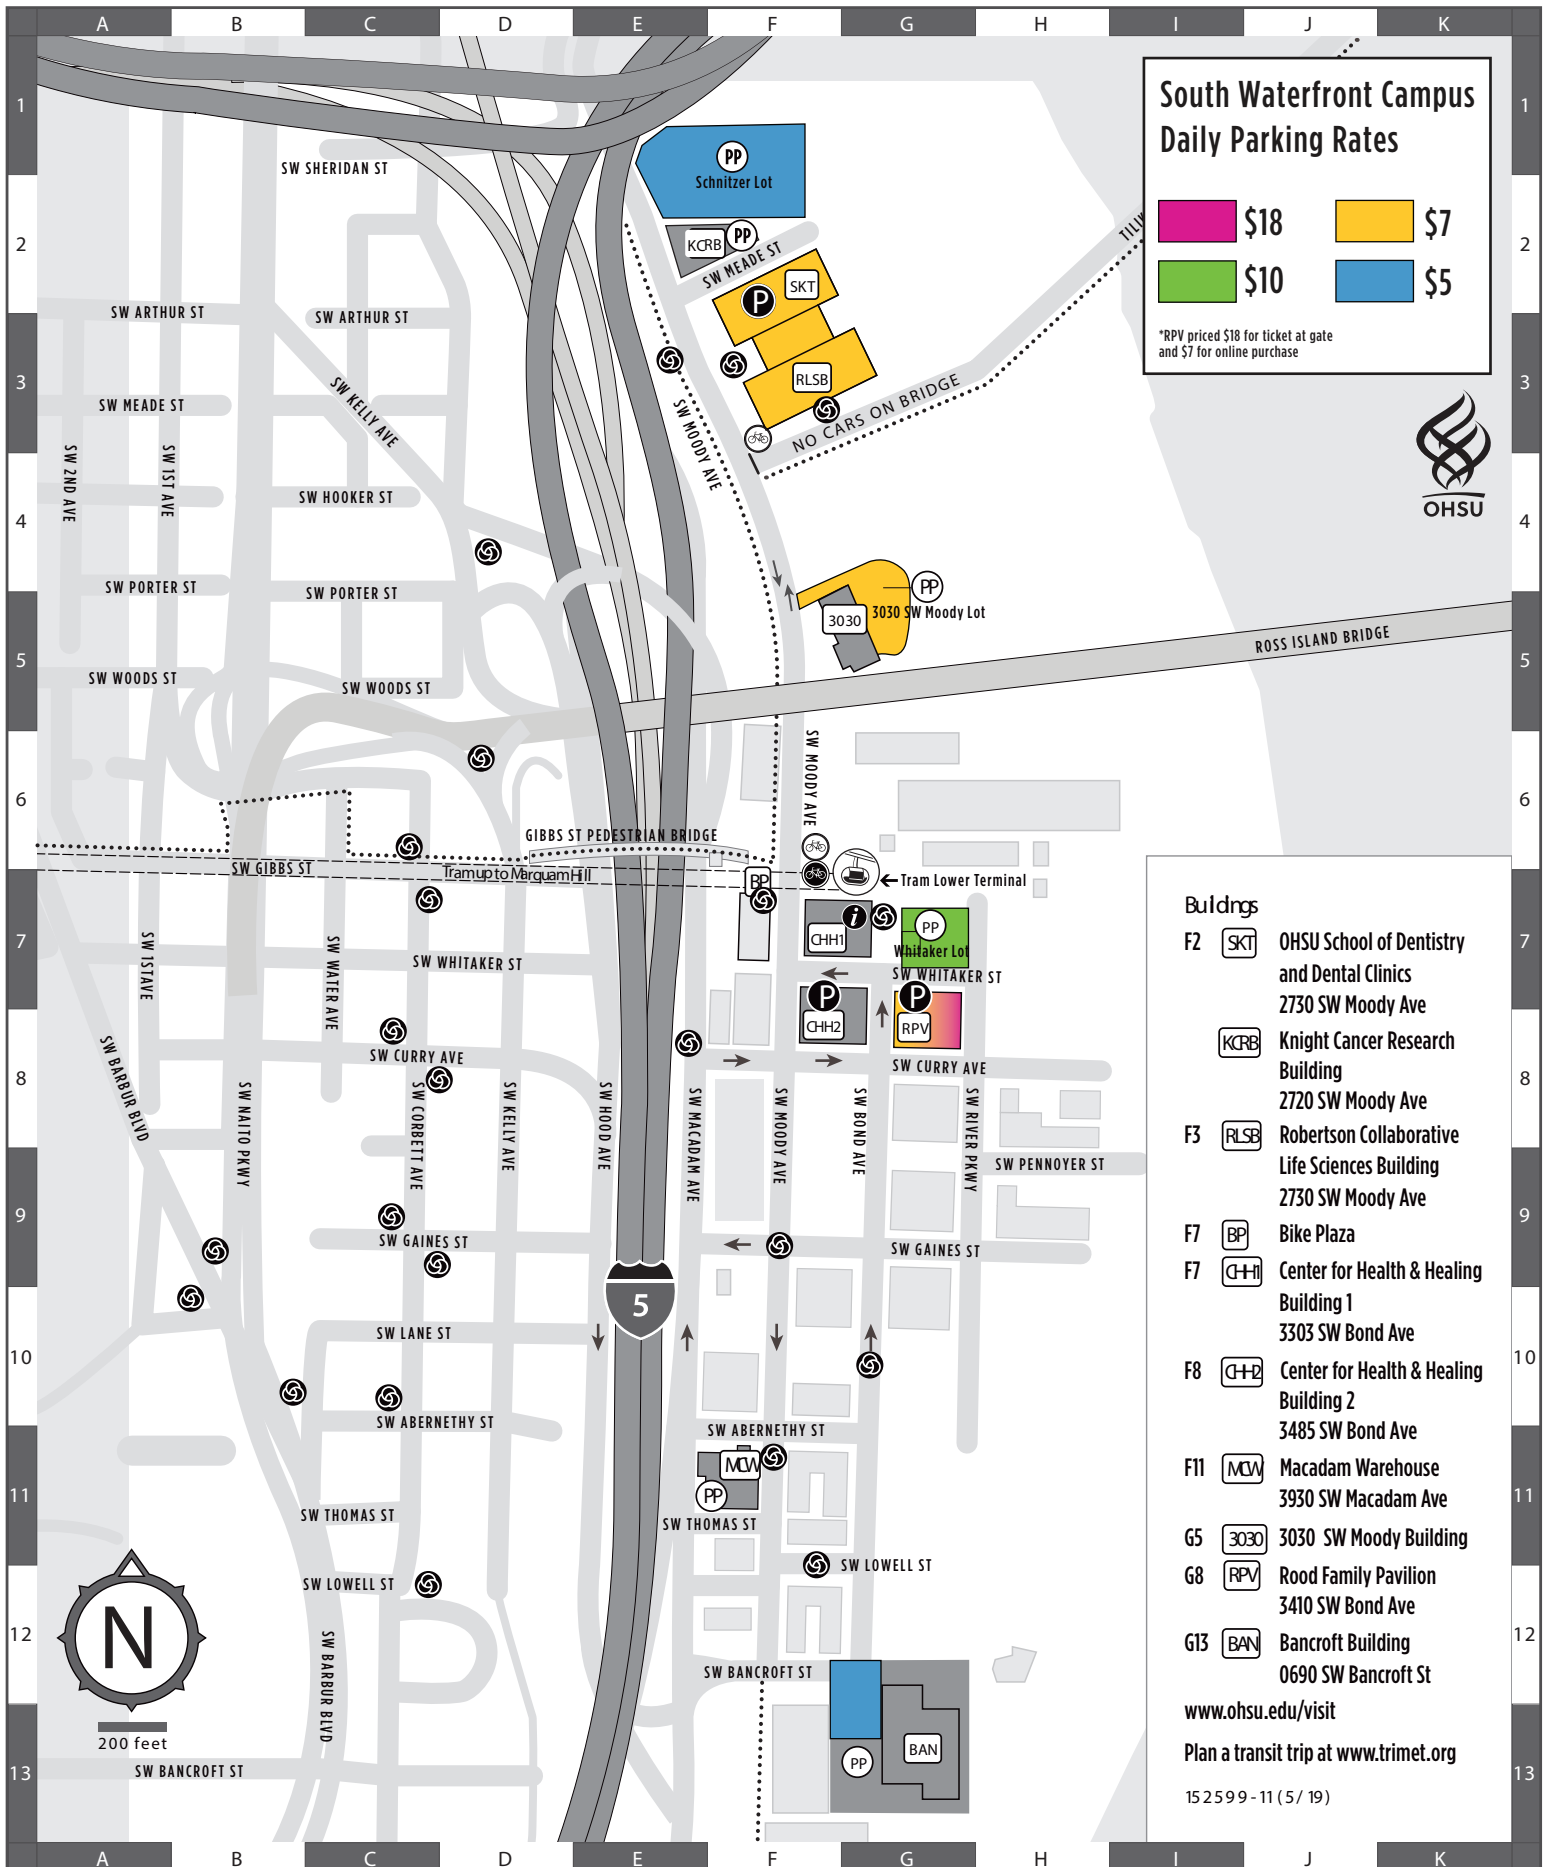 A B C D E F G H I J K
1
2
3
4
5
6
7
8
9
10
11
12
13
South Waterfront Campus
Daily Parking Rates
$18
$7
$10
$5
*RPV priced $18 for ticket at gate
and $7 for online purchase
OHSU
SW SHERIDAN ST
PP
Schnitzer Lot
KCRB
PP
SW MEADE ST
SKT
P
TILIK
SW ARTHUR ST
SW ARTHUR ST
RLSB
SW MEADE ST
SW KELLY AVE
SW MOODY AVE
NO CARS ON BRIDGE
SW 2ND AVE
SW 1ST AVE
SW HOOKER ST
SW PORTER ST
SW PORTER ST
PP
3030
3030 SW Moody Lot
ROSS ISLAND BRIDGE
SW WOODS ST
SW WOODS ST
SW MOODY AVE
GIBBS ST PEDESTRIAN BRIDGE
SW GIBBS ST
Tram up to Marquam Hill
BP
Tram Lower Terminal
i
CHH1
PP
Whitaker Lot
SW 1ST AVE
SW WATER AVE
SW WHITAKER ST
SW WHITAKER ST
P
CHH2
P
RPV
SW BARBUR BLVD
SW CURRY AVE
SW CURRY AVE
SW NAITO PKWY
SW CORBETT AVE
SW KELLY AVE
SW HOOD AVE
SW MACADAM AVE
SW MOODY AVE
SW BOND AVE
SW RIVER PKWY
SW PENNOYER ST
SW GAINES ST
SW GAINES ST
5
SW LANE ST
SW ABERNETHY ST
SW ABERNETHY ST
MCW
PP
SW THOMAS ST
SW THOMAS ST
SW LOWELL ST
SW LOWELL ST
N
200 feet
SW BARBUR BLVD
SW BANCROFT ST
SW BANCROFT ST
PP
BAN
Buildings
F2 SKT OHSU School of Dentistry
and Dental Clinics
2730 SW Moody Ave
KCRB Knight Cancer Research
Building
2720 SW Moody Ave
F3 RLSB Robertson Collaborative
Life Sciences Building
2730 SW Moody Ave
F7 BP Bike Plaza
F7 CHH1 Center for Health & Healing
Building 1
3303 SW Bond Ave
F8 CHH2 Center for Health & Healing
Building 2
3485 SW Bond Ave
F11 MCW Macadam Warehouse
3930 SW Macadam Ave
G5 3030 3030 SW Moody Building
G8 RPV Rood Family Pavilion
3410 SW Bond Ave
G13 BAN Bancroft Building
0690 SW Bancroft St
www.ohsu.edu/visit
Plan a transit trip at www.trimet.org
152599-11 (5/19)
1
2
3
4
5
6
7
8
9
10
11
12
13
A B C D E F G H I J K